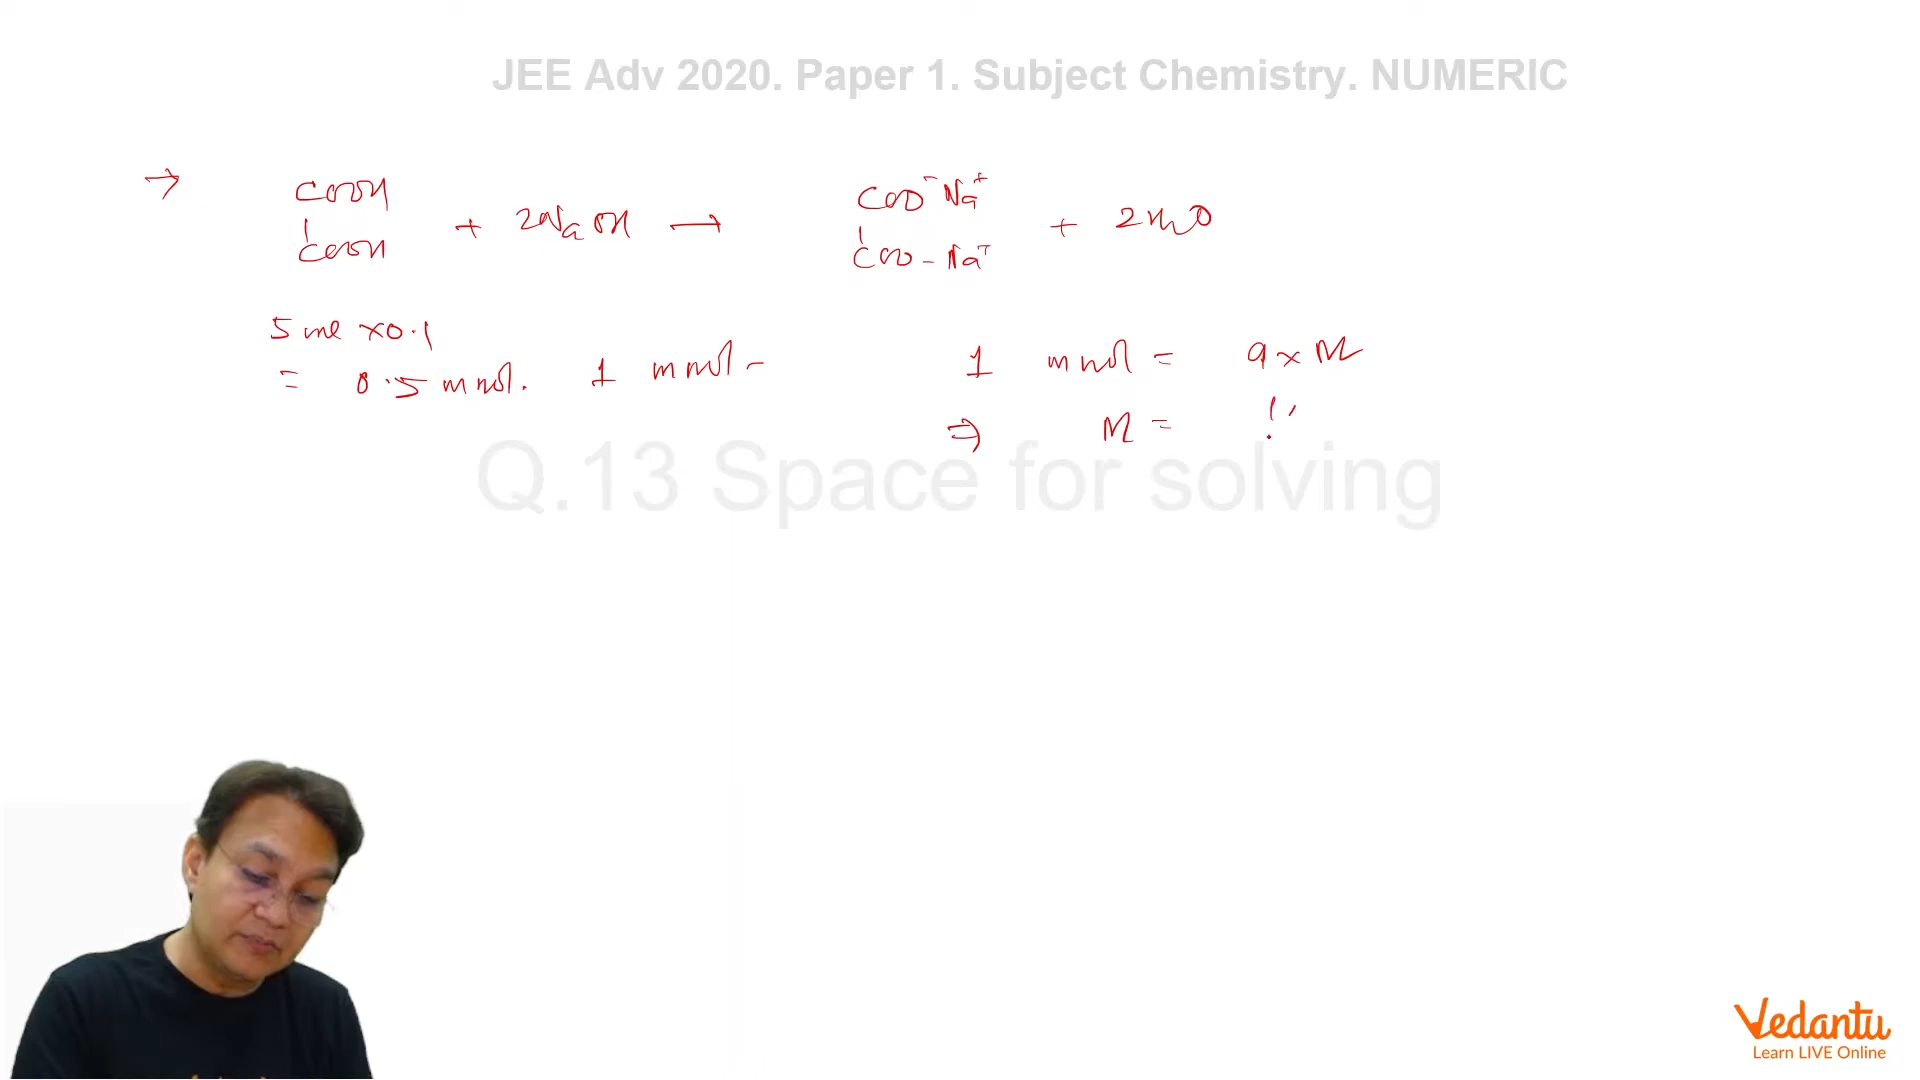 JEE Adv 2020. Paper 1. Subject Chemistry. NUMERIC
→ COOH COO⁻Na⁺
| + 2NaOH → | + 2H₂O
COOH COO-Na⁺
5 ml x0.1
= 0.5 mmol. 1 mmol -
1 mmol = 9 x M
⇒ M =
Q.13 Space for solving
Vedantu
Learn LIVE Online